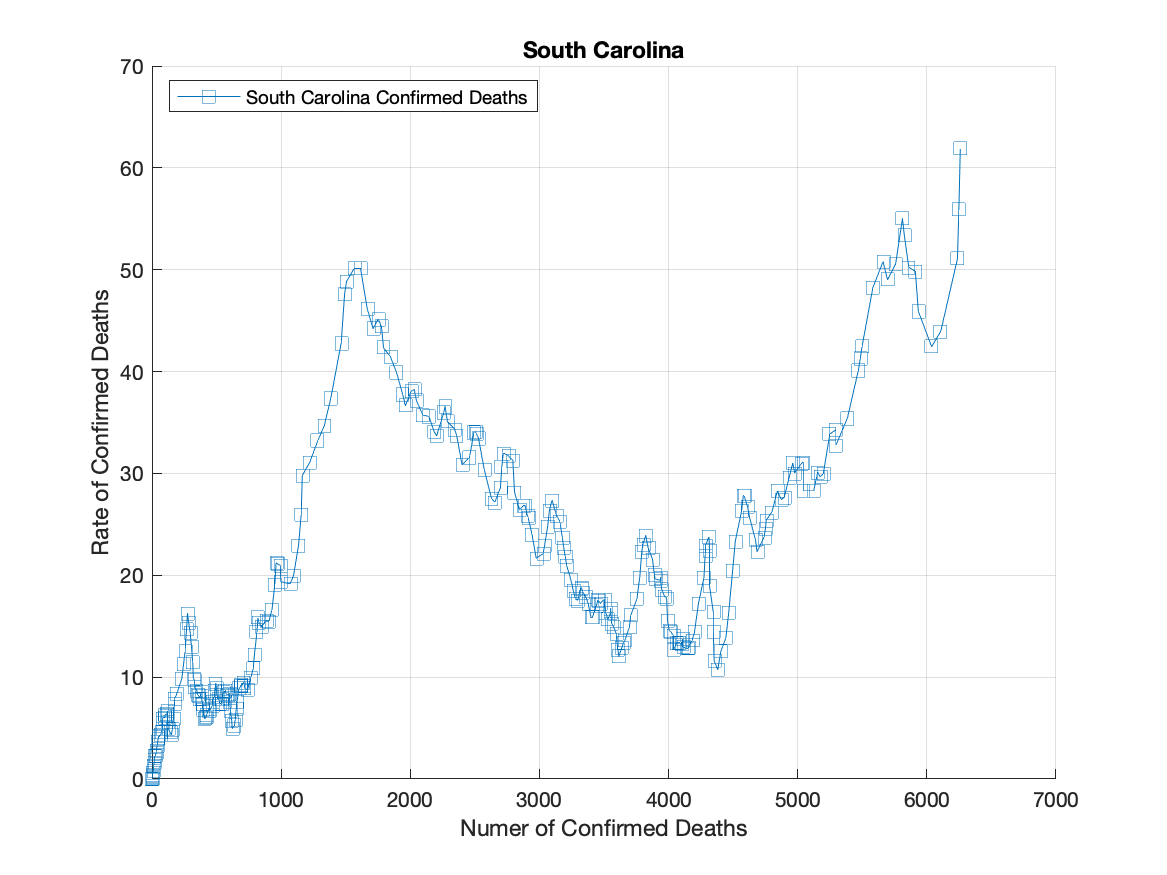 South Carolina
70
South Carolina Confirmed Deaths
60
50
40
30
20
10
0
Rate of Confirmed Deaths
0 1000 2000 3000 4000 5000 6000 7000
Numer of Confirmed Deaths